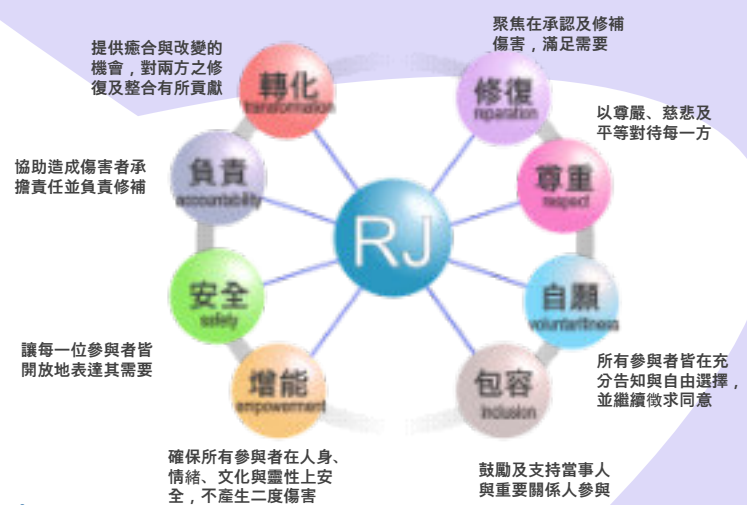 聚焦在承認及修補
傷害，滿足需要
提供癒合與改變的
機會，對兩方之修
復及整合有所貢獻
轉化
transformation
修復
reparation
以尊嚴、慈悲及
平等對待每一方
協助造成傷害者承
擔責任並負責修補
負責
accountability
尊重
respect
RJ
安全
safety
自願
voluntariness
讓每一位參與者皆
開放地表達其需要
增能
empowerment
包容
inclusion
所有參與者皆在充
分告知與自由選擇，
並繼續徵求同意
確保所有參與者在人身、
情緒、文化與靈性上安
全，不產生二度傷害
鼓勵及支持當事人
與重要關係人參與